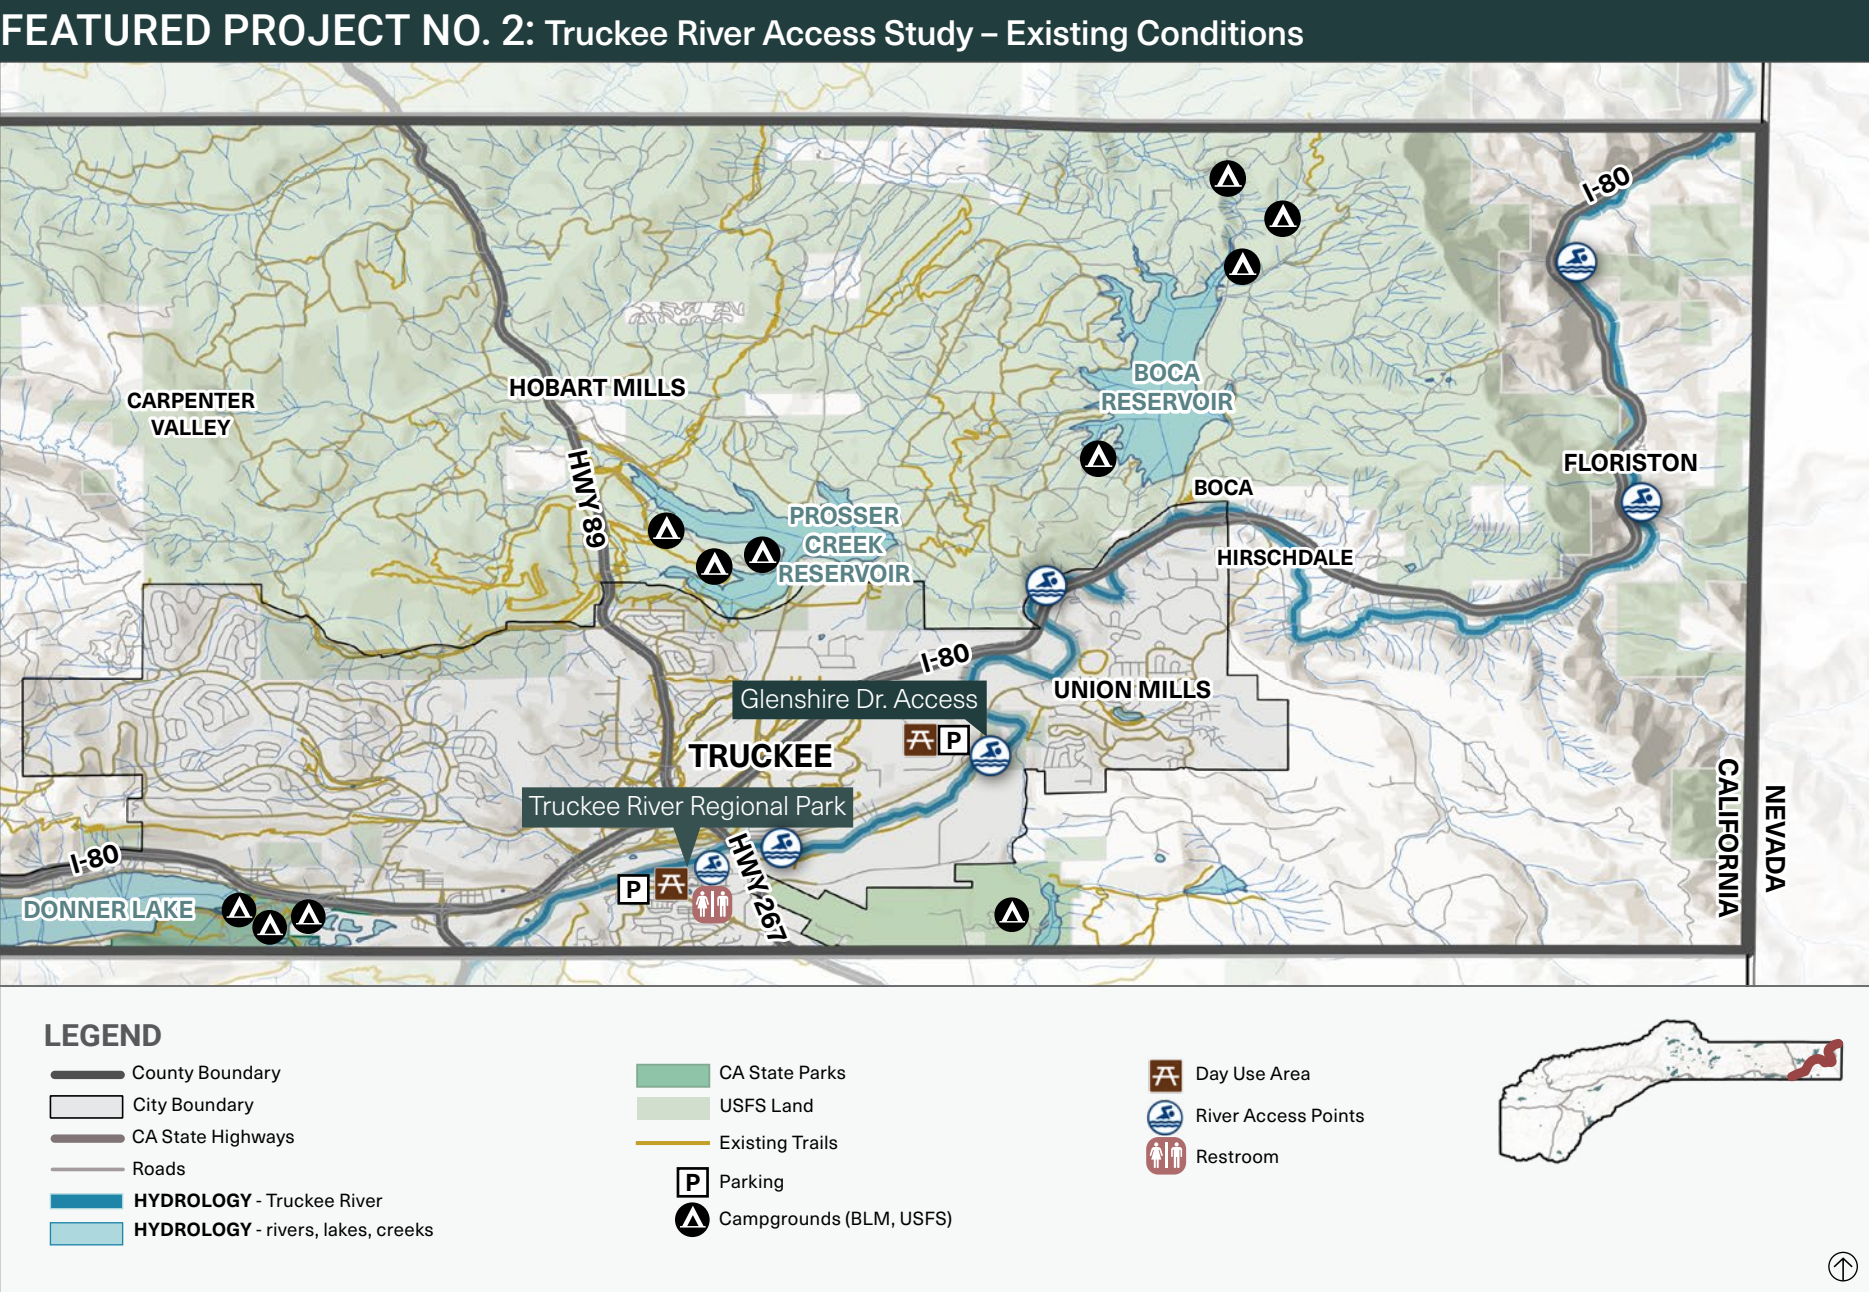 FEATURED PROJECT NO. 2: Truckee River Access Study – Existing Conditions
I-80
CARPENTER
VALLEY
HOBART MILLS
BOCA
RESERVOIR
HWY 89
FLORISTON
BOCA
PROSSER
CREEK
RESERVOIR
HIRSCHDALE
I-80
UNION MILLS
Glenshire Dr. Access
P
TRUCKEE
Truckee River Regional Park
P
HWY 267
I-80
DONNER LAKE
CALIFORNIA
NEVADA
LEGEND
County Boundary
City Boundary
CA State Highways
Roads
HYDROLOGY - Truckee River
HYDROLOGY - rivers, lakes, creeks
CA State Parks
USFS Land
Existing Trails
P Parking
Campgrounds (BLM, USFS)
Day Use Area
River Access Points
Restroom